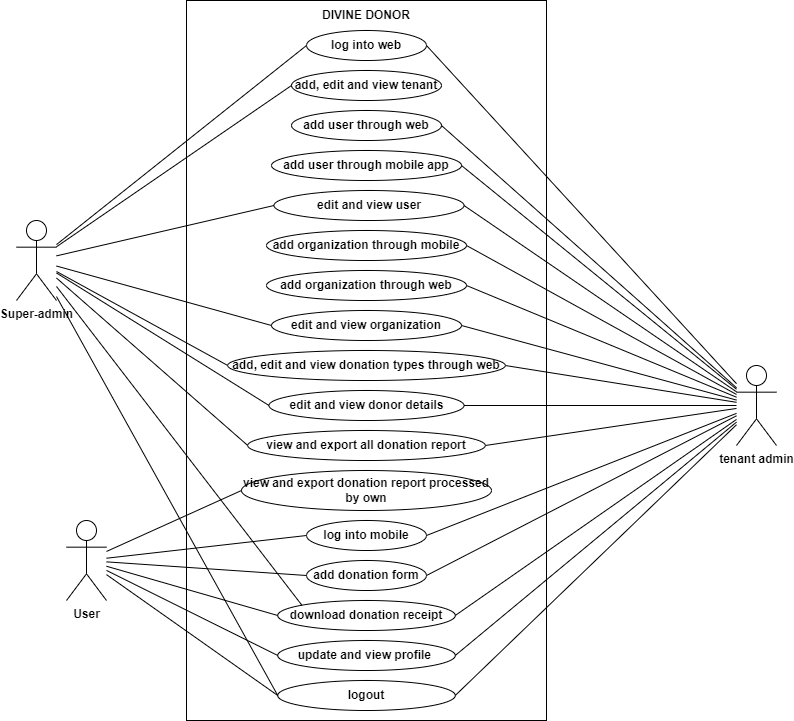 DIVINE DONOR
log into web
add, edit and view tenant
add user through web
add user through mobile app
edit and view user
add organization through mobile
add organization through web
Super-admin
edit and view organization
add, edit and view donation types through web
edit and view donor details
view and export all donation report
tenant admin
view and export donation report processed
by own
log into mobile
add donation form
User
download donation receipt
update and view profile
logout